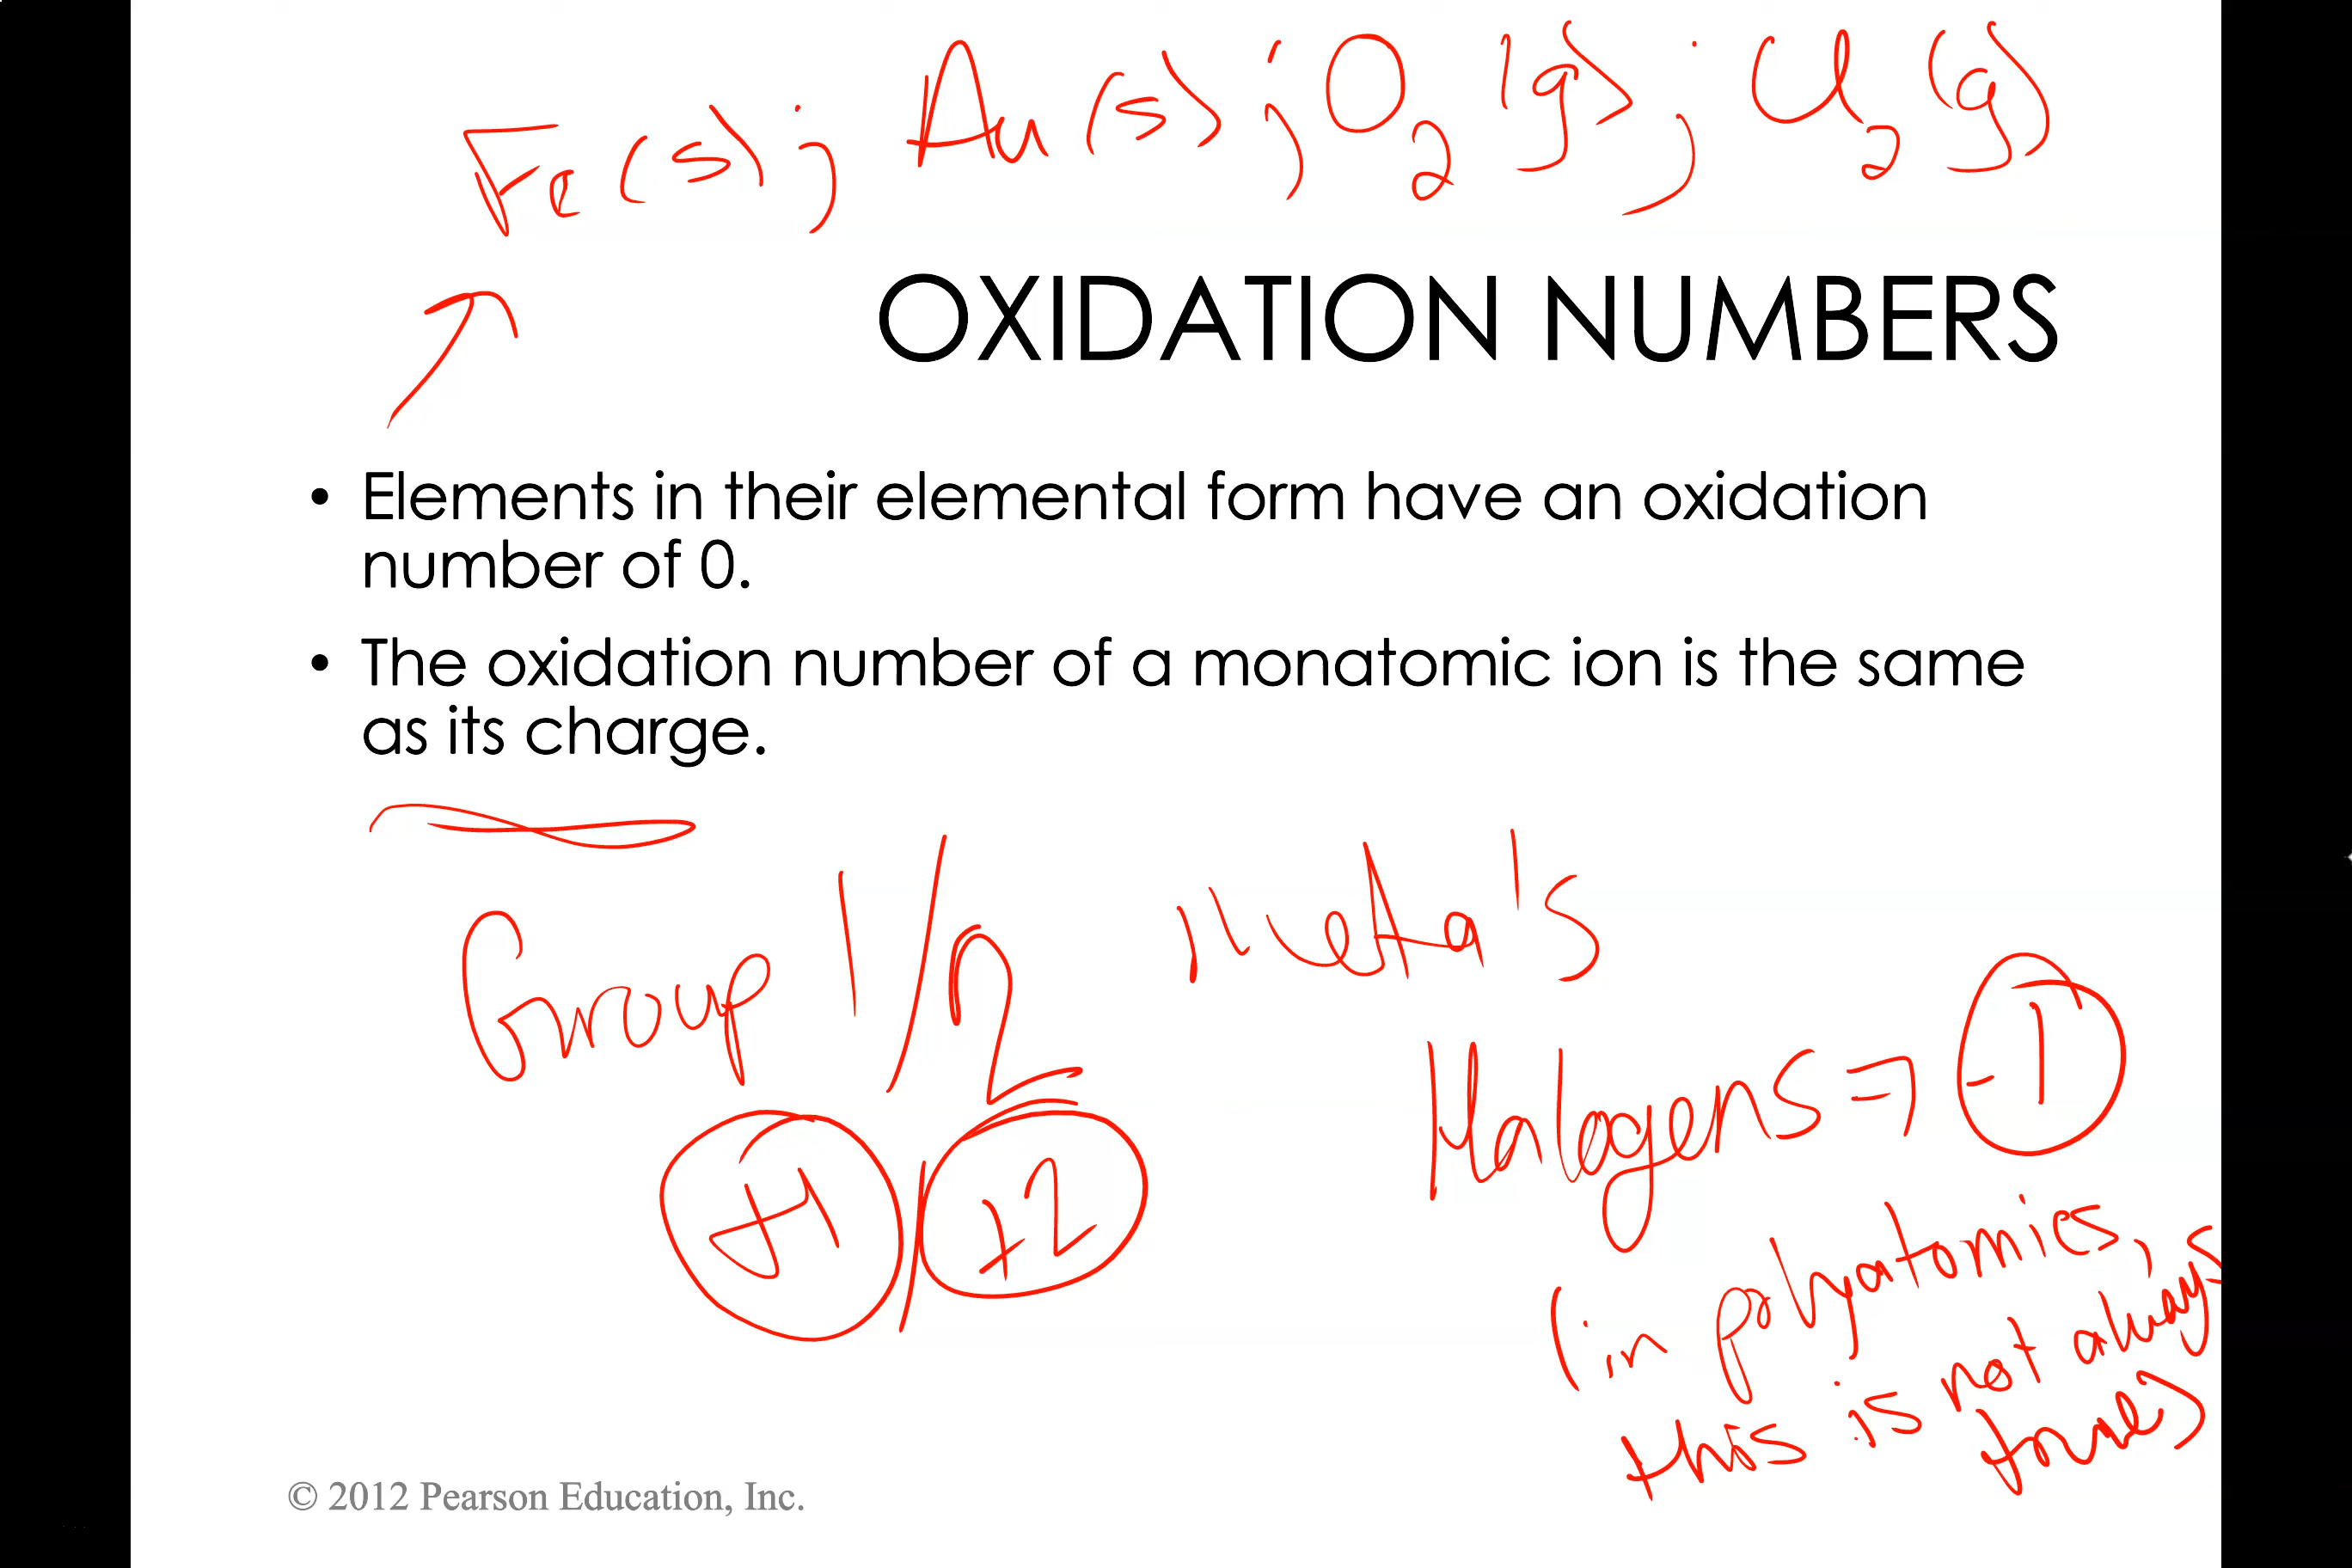 Fe(s); Au(s); O2(g); Cl2(g)
OXIDATION NUMBERS
• Elements in their elemental form have an oxidation
number of 0.
• The oxidation number of a monatomic ion is the same
as its charge.
Group 1/2 metals
+1/+2
Halogens → -1
(in polyatomics,
this is not always
true)
© 2012 Pearson Education, Inc.